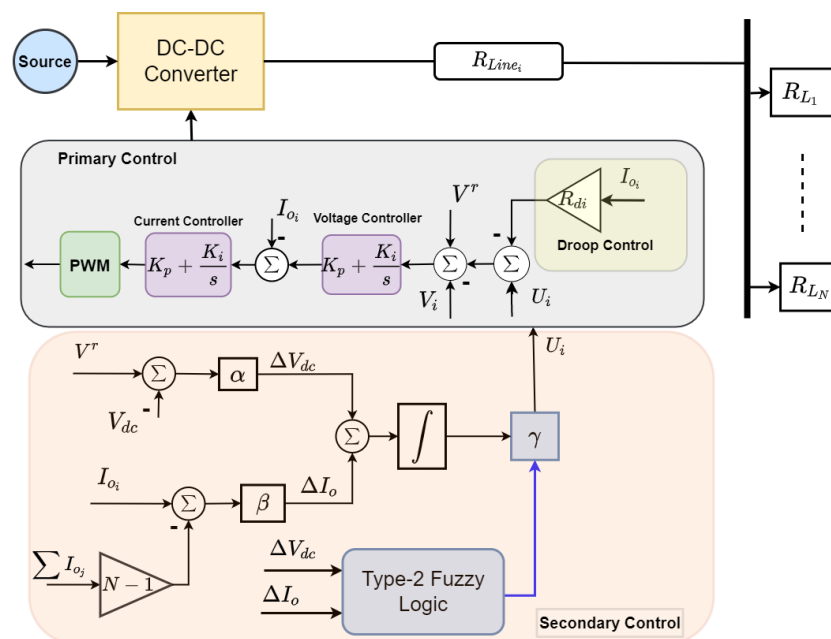 Source
DC-DC
Converter
R_{Line_i}
R_{L_1}
R_{L_N}
Primary Control
Current Controller
I_{o_i}
Voltage Controller
V^r
R_{di}
I_{o_i}
Droop Control
-
-
-
PWM
K_p + K_i/s
Σ
K_p + K_i/s
Σ
Σ
V_i
U_i
V^r
Σ
-
V_{dc}
α
ΔV_{dc}
Σ
∫
γ
U_i
I_{o_i}
Σ
-
β
ΔI_o
∑ I_{o_j}
N − 1
ΔV_{dc}
ΔI_o
Type-2 Fuzzy
Logic
Secondary Control